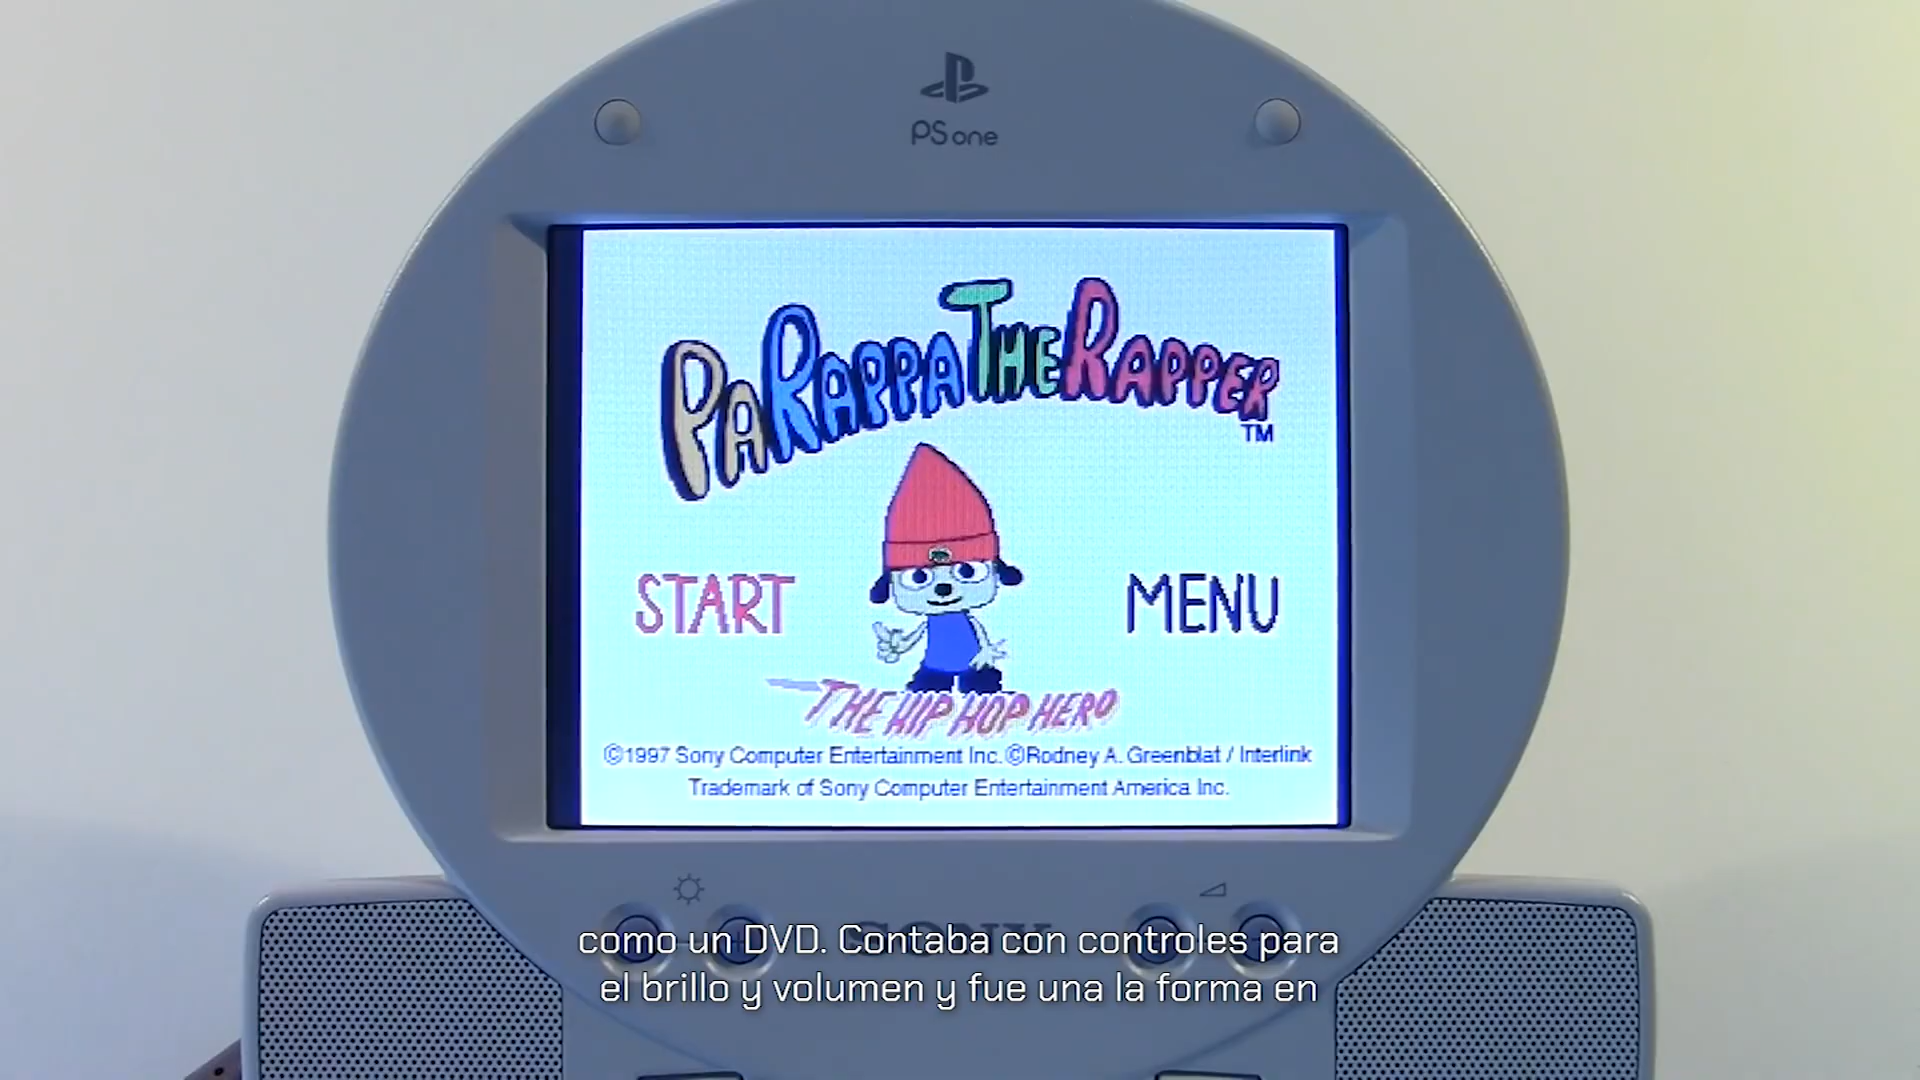 PS one
PARAPPA THE RAPPER
TM
START
MENU
THE HIP HOP HERO
©1997 Sony Computer Entertainment Inc. ©Rodney A. Greenblat / Interlink
Trademark of Sony Computer Entertainment America Inc.
SONY
como un DVD. Contaba con controles para
el brillo y volumen y fue una la forma en